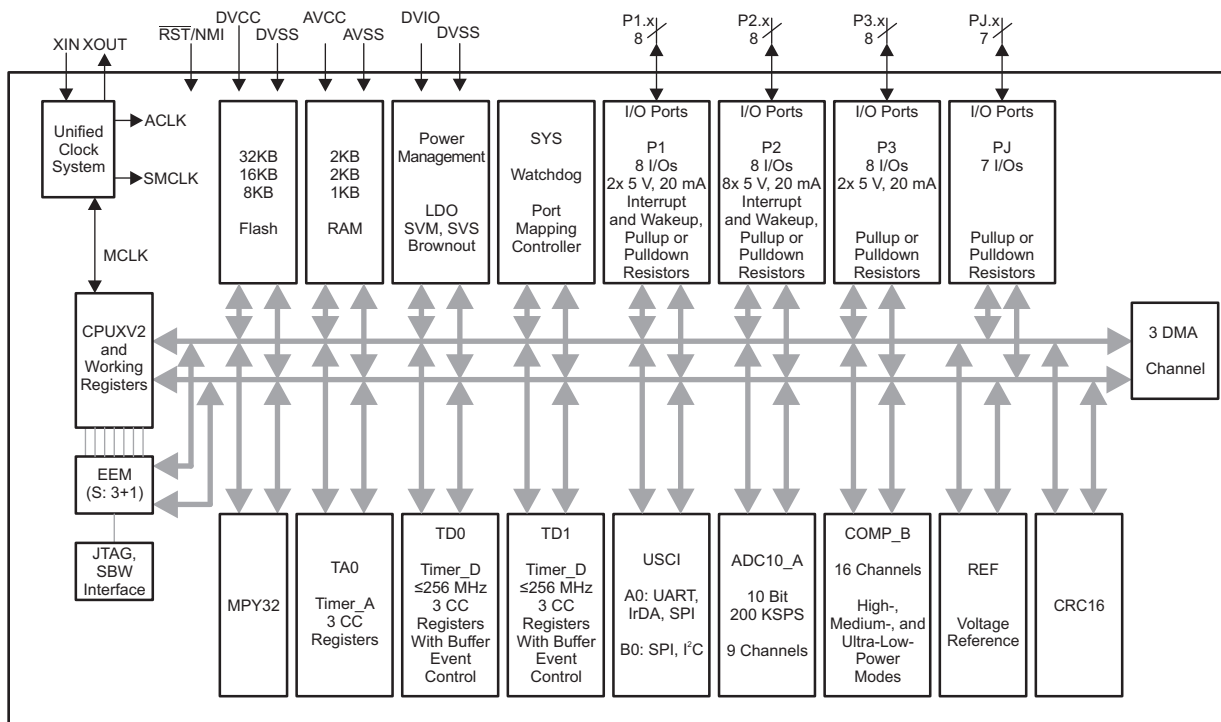 XIN XOUT
RST/NMI
DVCC
DVSS
AVCC
AVSS
DVIO
DVSS
P1.x
8
P2.x
8
P3.x
8
PJ.x
7
Unified
Clock
System
ACLK
SMCLK
MCLK
32KB
16KB
8KB
Flash
2KB
2KB
1KB
RAM
Power
Management
LDO
SVM, SVS
Brownout
SYS
Watchdog
Port
Mapping
Controller
I/O Ports
P1
8 I/Os
2x 5 V, 20 mA
Interrupt
and Wakeup,
Pullup or
Pulldown
Resistors
I/O Ports
P2
8 I/Os
8x 5 V, 20 mA
Interrupt
and Wakeup,
Pullup or
Pulldown
Resistors
I/O Ports
P3
8 I/Os
2x 5 V, 20 mA
Pullup or
Pulldown
Resistors
I/O Ports
PJ
7 I/Os
Pullup or
Pulldown
Resistors
CPUXV2
and
Working
Registers
3 DMA
Channel
EEM
(S: 3+1)
JTAG,
SBW
Interface
MPY32
TA0
Timer_A
3 CC
Registers
TD0
Timer_D
≤256 MHz
3 CC
Registers
With Buffer
Event
Control
TD1
Timer_D
≤256 MHz
3 CC
Registers
With Buffer
Event
Control
USCI
A0: UART,
IrDA, SPI
B0: SPI, I²C
ADC10_A
10 Bit
200 KSPS
9 Channels
COMP_B
16 Channels
High-,
Medium-, and
Ultra-Low-
Power
Modes
REF
Voltage
Reference
CRC16